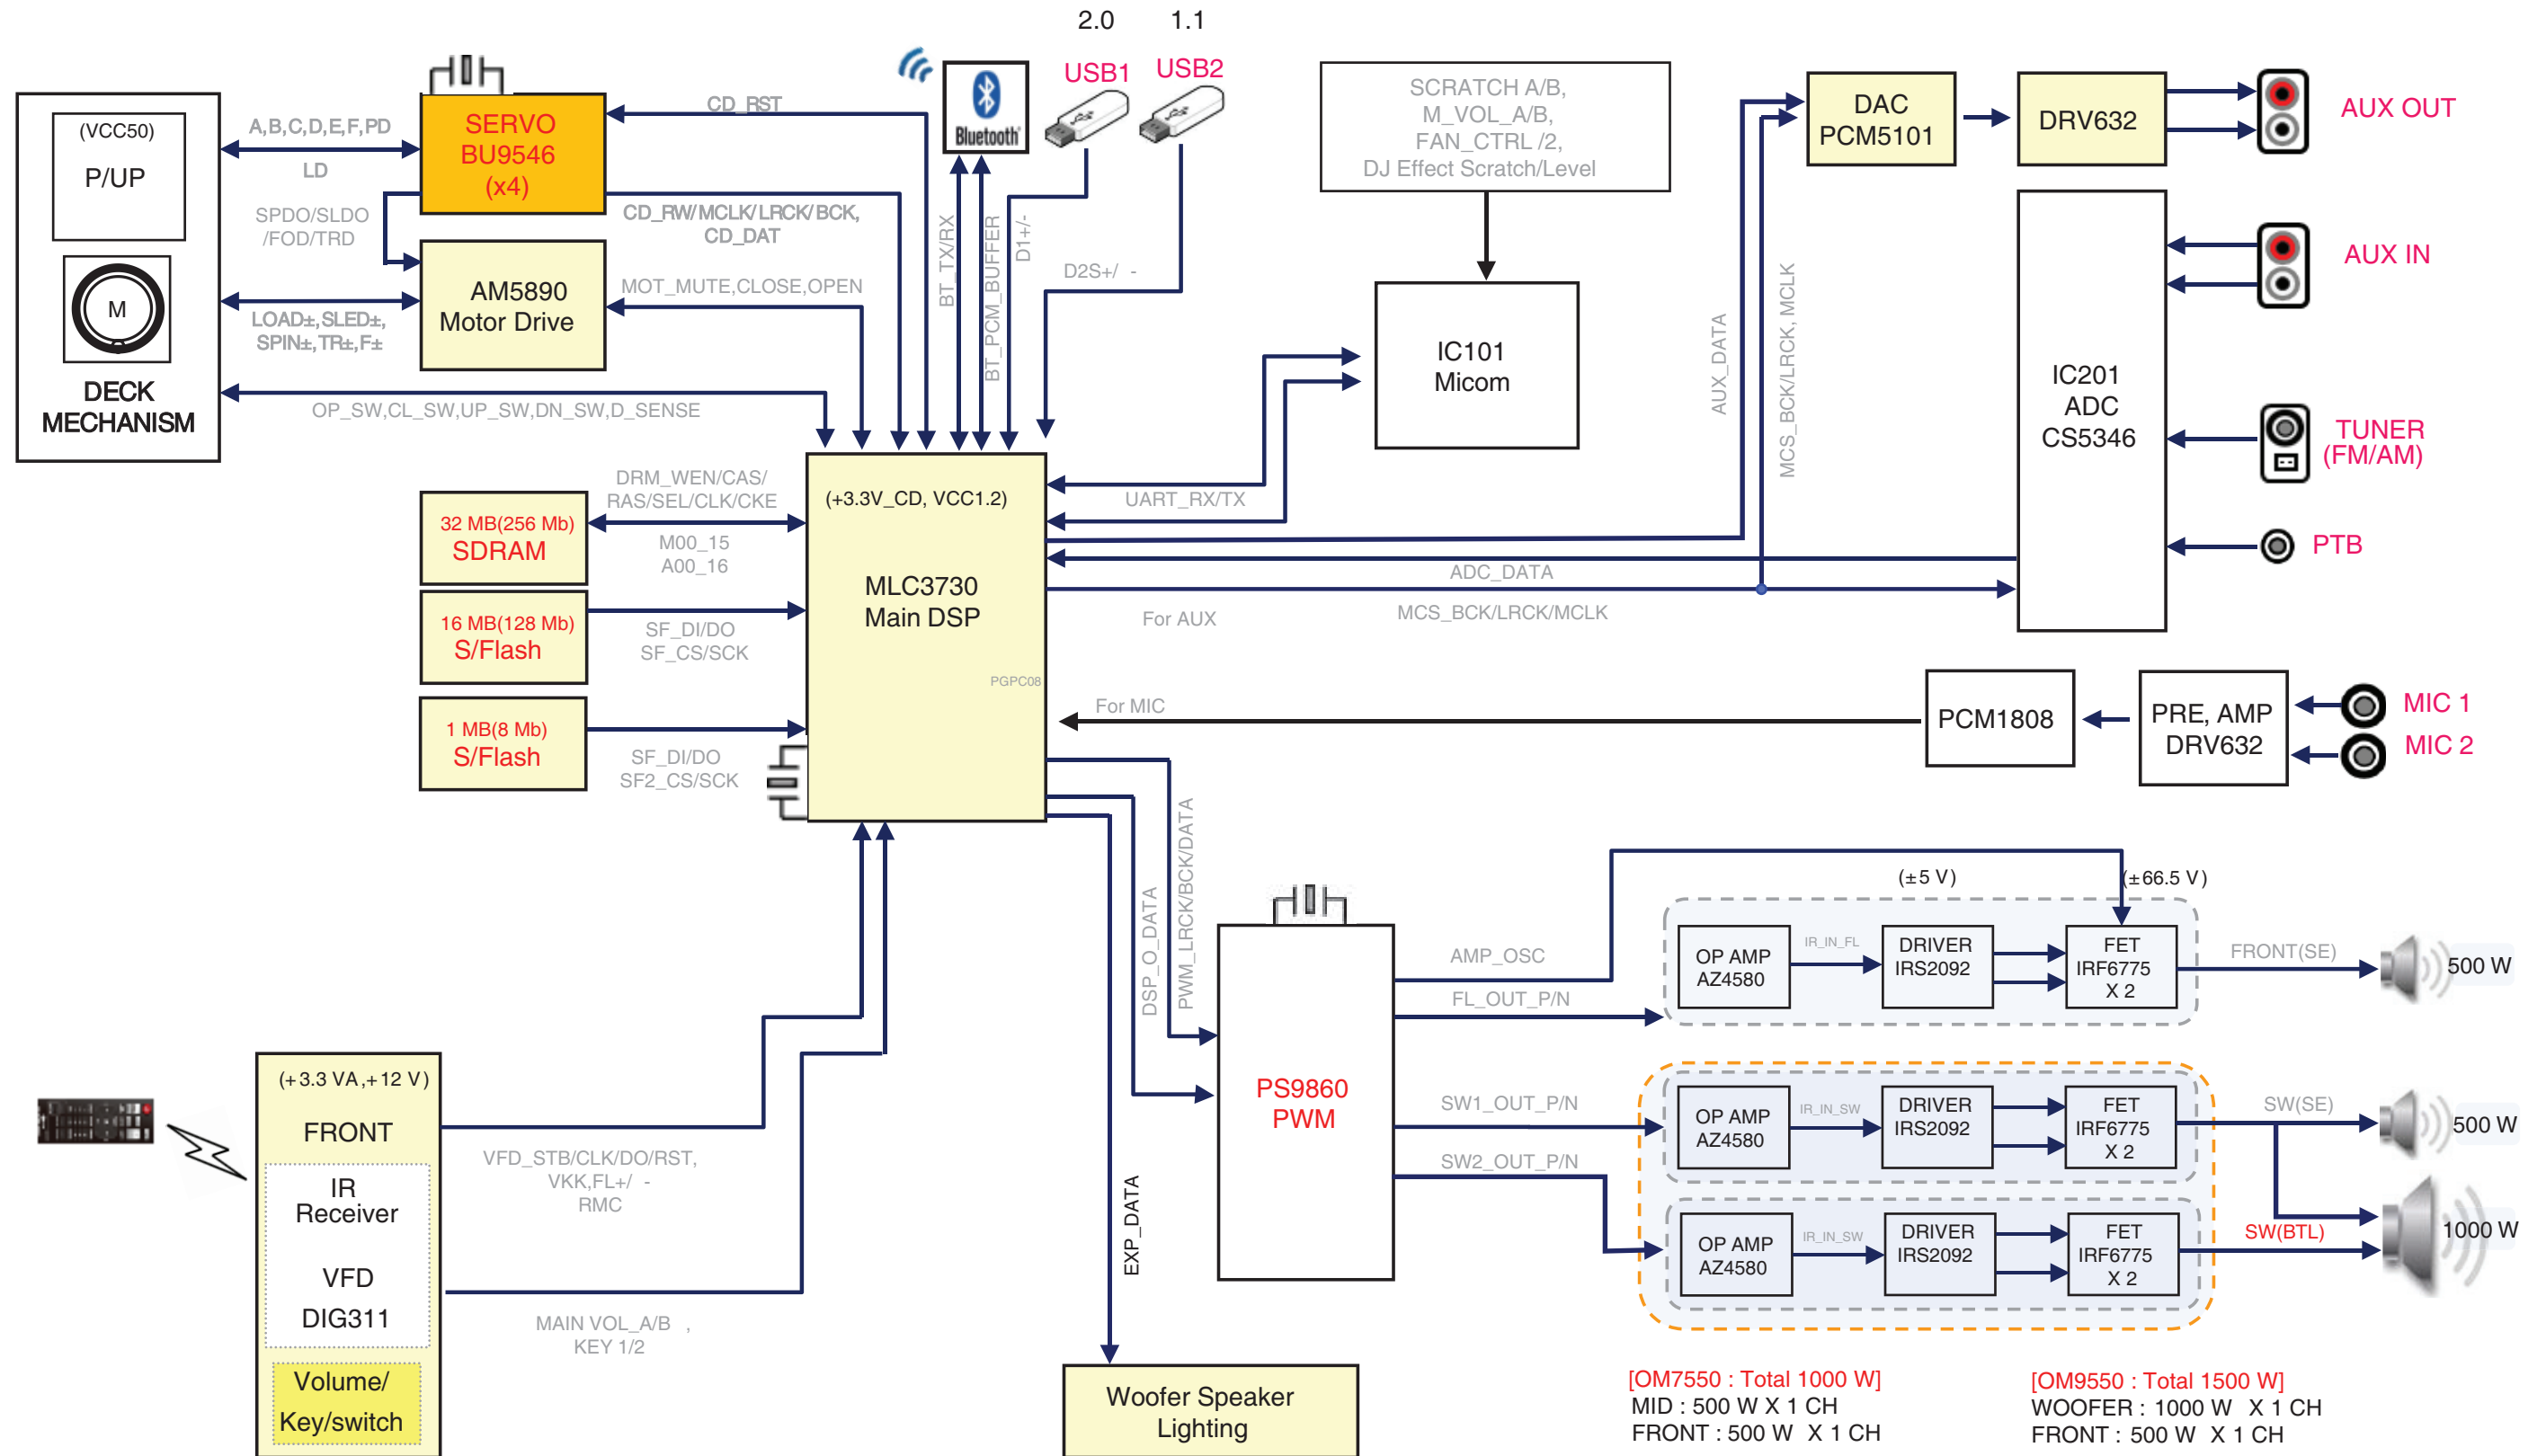 2.0
1.1
USB1
USB2
Bluetooth
(VCC50)
P/UP
M
DECK
MECHANISM
A,B,C,D,E,F,PD
LD
SERVO
BU9546
(x4)
SPDO/SLDO
/FOD/TRD
AM5890
Motor Drive
LOAD±,SLED±,
SPIN±,TR±,F±
CD_RST
CD_RW/MCLK/LRCK/BCK,
CD_DAT
MOT_MUTE,CLOSE,OPEN
OP_SW,CL_SW,UP_SW,DN_SW,D_SENSE
BT_TX/RX
BT_PCM_BUFFER
D1+/-
D2S+/ -
SCRATCH A/B,
M_VOL_A/B,
FAN_CTRL /2,
DJ Effect Scratch/Level
IC101
Micom
UART_RX/TX
DAC
PCM5101
DRV632
AUX OUT
AUX IN
IC201
ADC
CS5346
TUNER
(FM/AM)
PTB
AUX_DATA
MCS_BCK/LRCK, MCLK
ADC_DATA
For AUX
MCS_BCK/LRCK/MCLK
32 MB(256 Mb)
SDRAM
DRM_WEN/CAS/
RAS/SEL/CLK/CKE
M00_15
A00_16
16 MB(128 Mb)
S/Flash
SF_DI/DO
SF_CS/SCK
1 MB(8 Mb)
S/Flash
SF_DI/DO
SF2_CS/SCK
(+3.3V_CD, VCC1.2)
MLC3730
Main DSP
PGPC08
For MIC
PCM1808
PRE, AMP
DRV632
MIC 1
MIC 2
DSP_O_DATA
PWM_LRCK/BCK/DATA
EXP_DATA
PS9860
PWM
AMP_OSC
FL_OUT_P/N
SW1_OUT_P/N
SW2_OUT_P/N
(±5 V)
(±66.5 V)
OP AMP
AZ4580
IR_IN_FL
DRIVER
IRS2092
FET
IRF6775
X 2
FRONT(SE)
500 W
OP AMP
AZ4580
IR_IN_SW
DRIVER
IRS2092
FET
IRF6775
X 2
SW(SE)
500 W
OP AMP
AZ4580
IR_IN_SW
DRIVER
IRS2092
FET
IRF6775
X 2
SW(BTL)
1000 W
(+3.3 VA,+12 V)
FRONT
IR
Receiver
VFD
DIG311
Volume/
Key/switch
VFD_STB/CLK/DO/RST,
VKK,FL+/ -
RMC
MAIN VOL_A/B ,
KEY 1/2
Woofer Speaker
Lighting
[OM7550 : Total 1000 W]
MID : 500 W X 1 CH
FRONT : 500 W X 1 CH
[OM9550 : Total 1500 W]
WOOFER : 1000 W X 1 CH
FRONT : 500 W X 1 CH